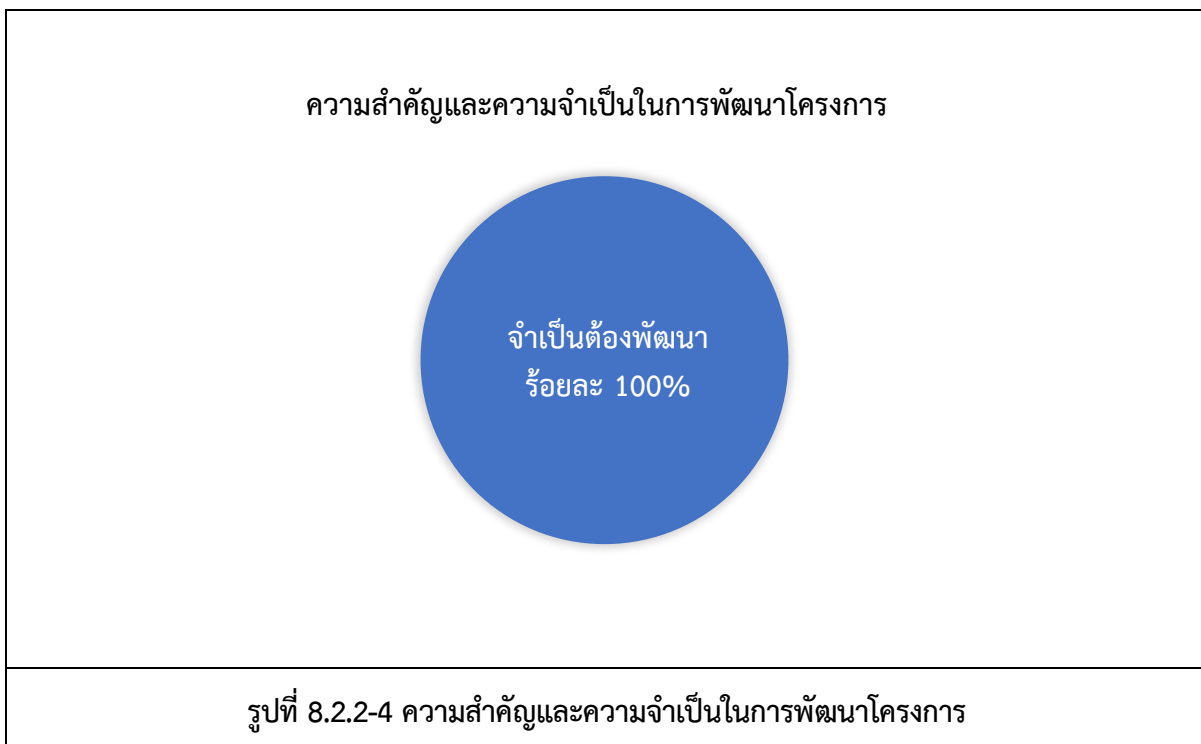 ความสำคัญและความจำเป็นในการพัฒนาโครงการ
จำเป็นต้องพัฒนา
ร้อยละ 100%
รูปที่ 8.2.2-4 ความสำคัญและความจำเป็นในการพัฒนาโครงการ